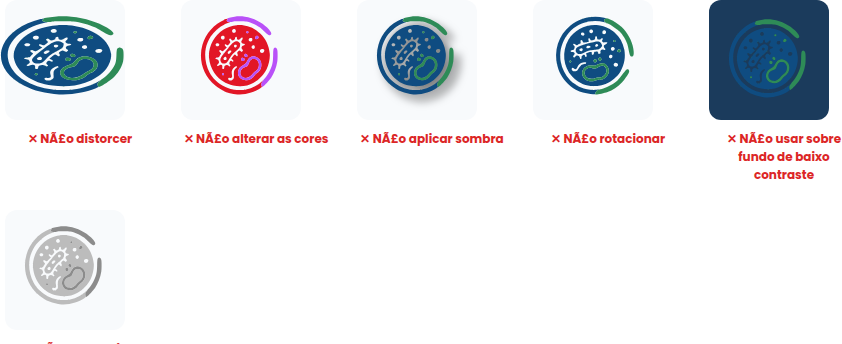 ✕ NÃ£o distorcer
✕ NÃ£o alterar as cores
✕ NÃ£o aplicar sombra
✕ NÃ£o rotacionar
✕ NÃ£o usar sobre
fundo de baixo
contraste